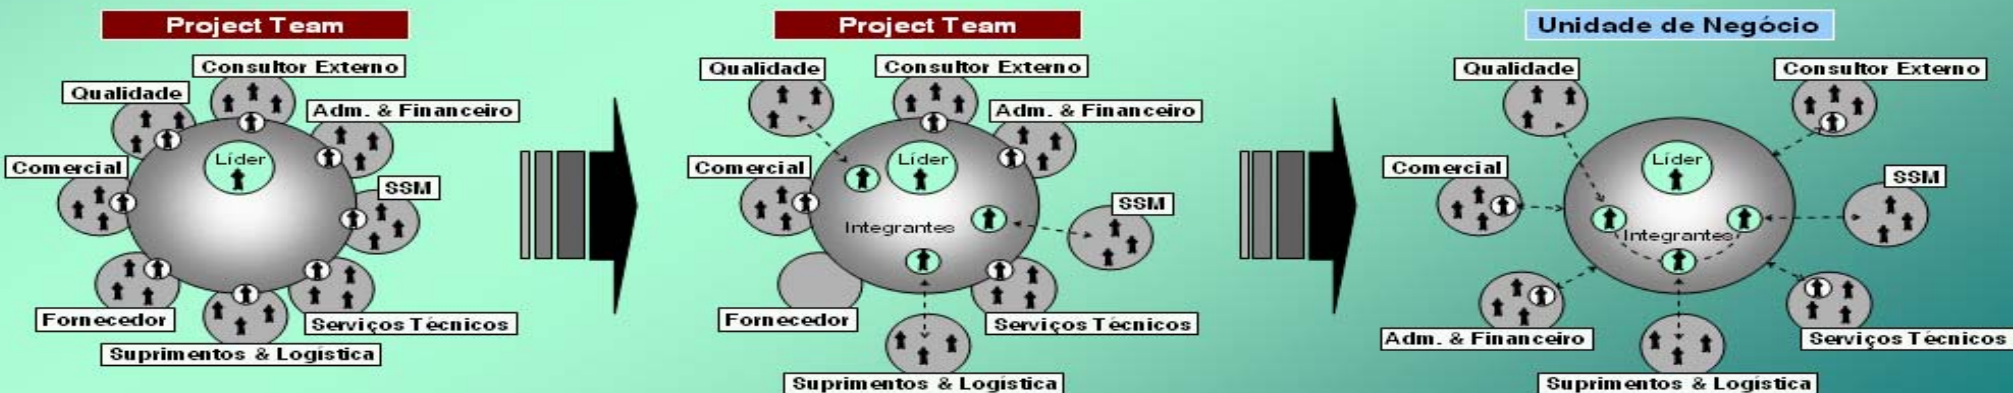 Project Team
Consultor Externo
Qualidade
Adm. & Financeiro
Líder
Comercial
SSM
Fornecedor
Serviços Técnicos
Suprimentos & Logística
Project Team
Qualidade
Consultor Externo
Adm. & Financeiro
Líder
Comercial
SSM
Integrantes
Fornecedor
Serviços Técnicos
Suprimentos & Logística
Unidade de Negócio
Qualidade
Consultor Externo
Líder
Comercial
SSM
Integrantes
Adm. & Financeiro
Serviços Técnicos
Suprimentos & Logística